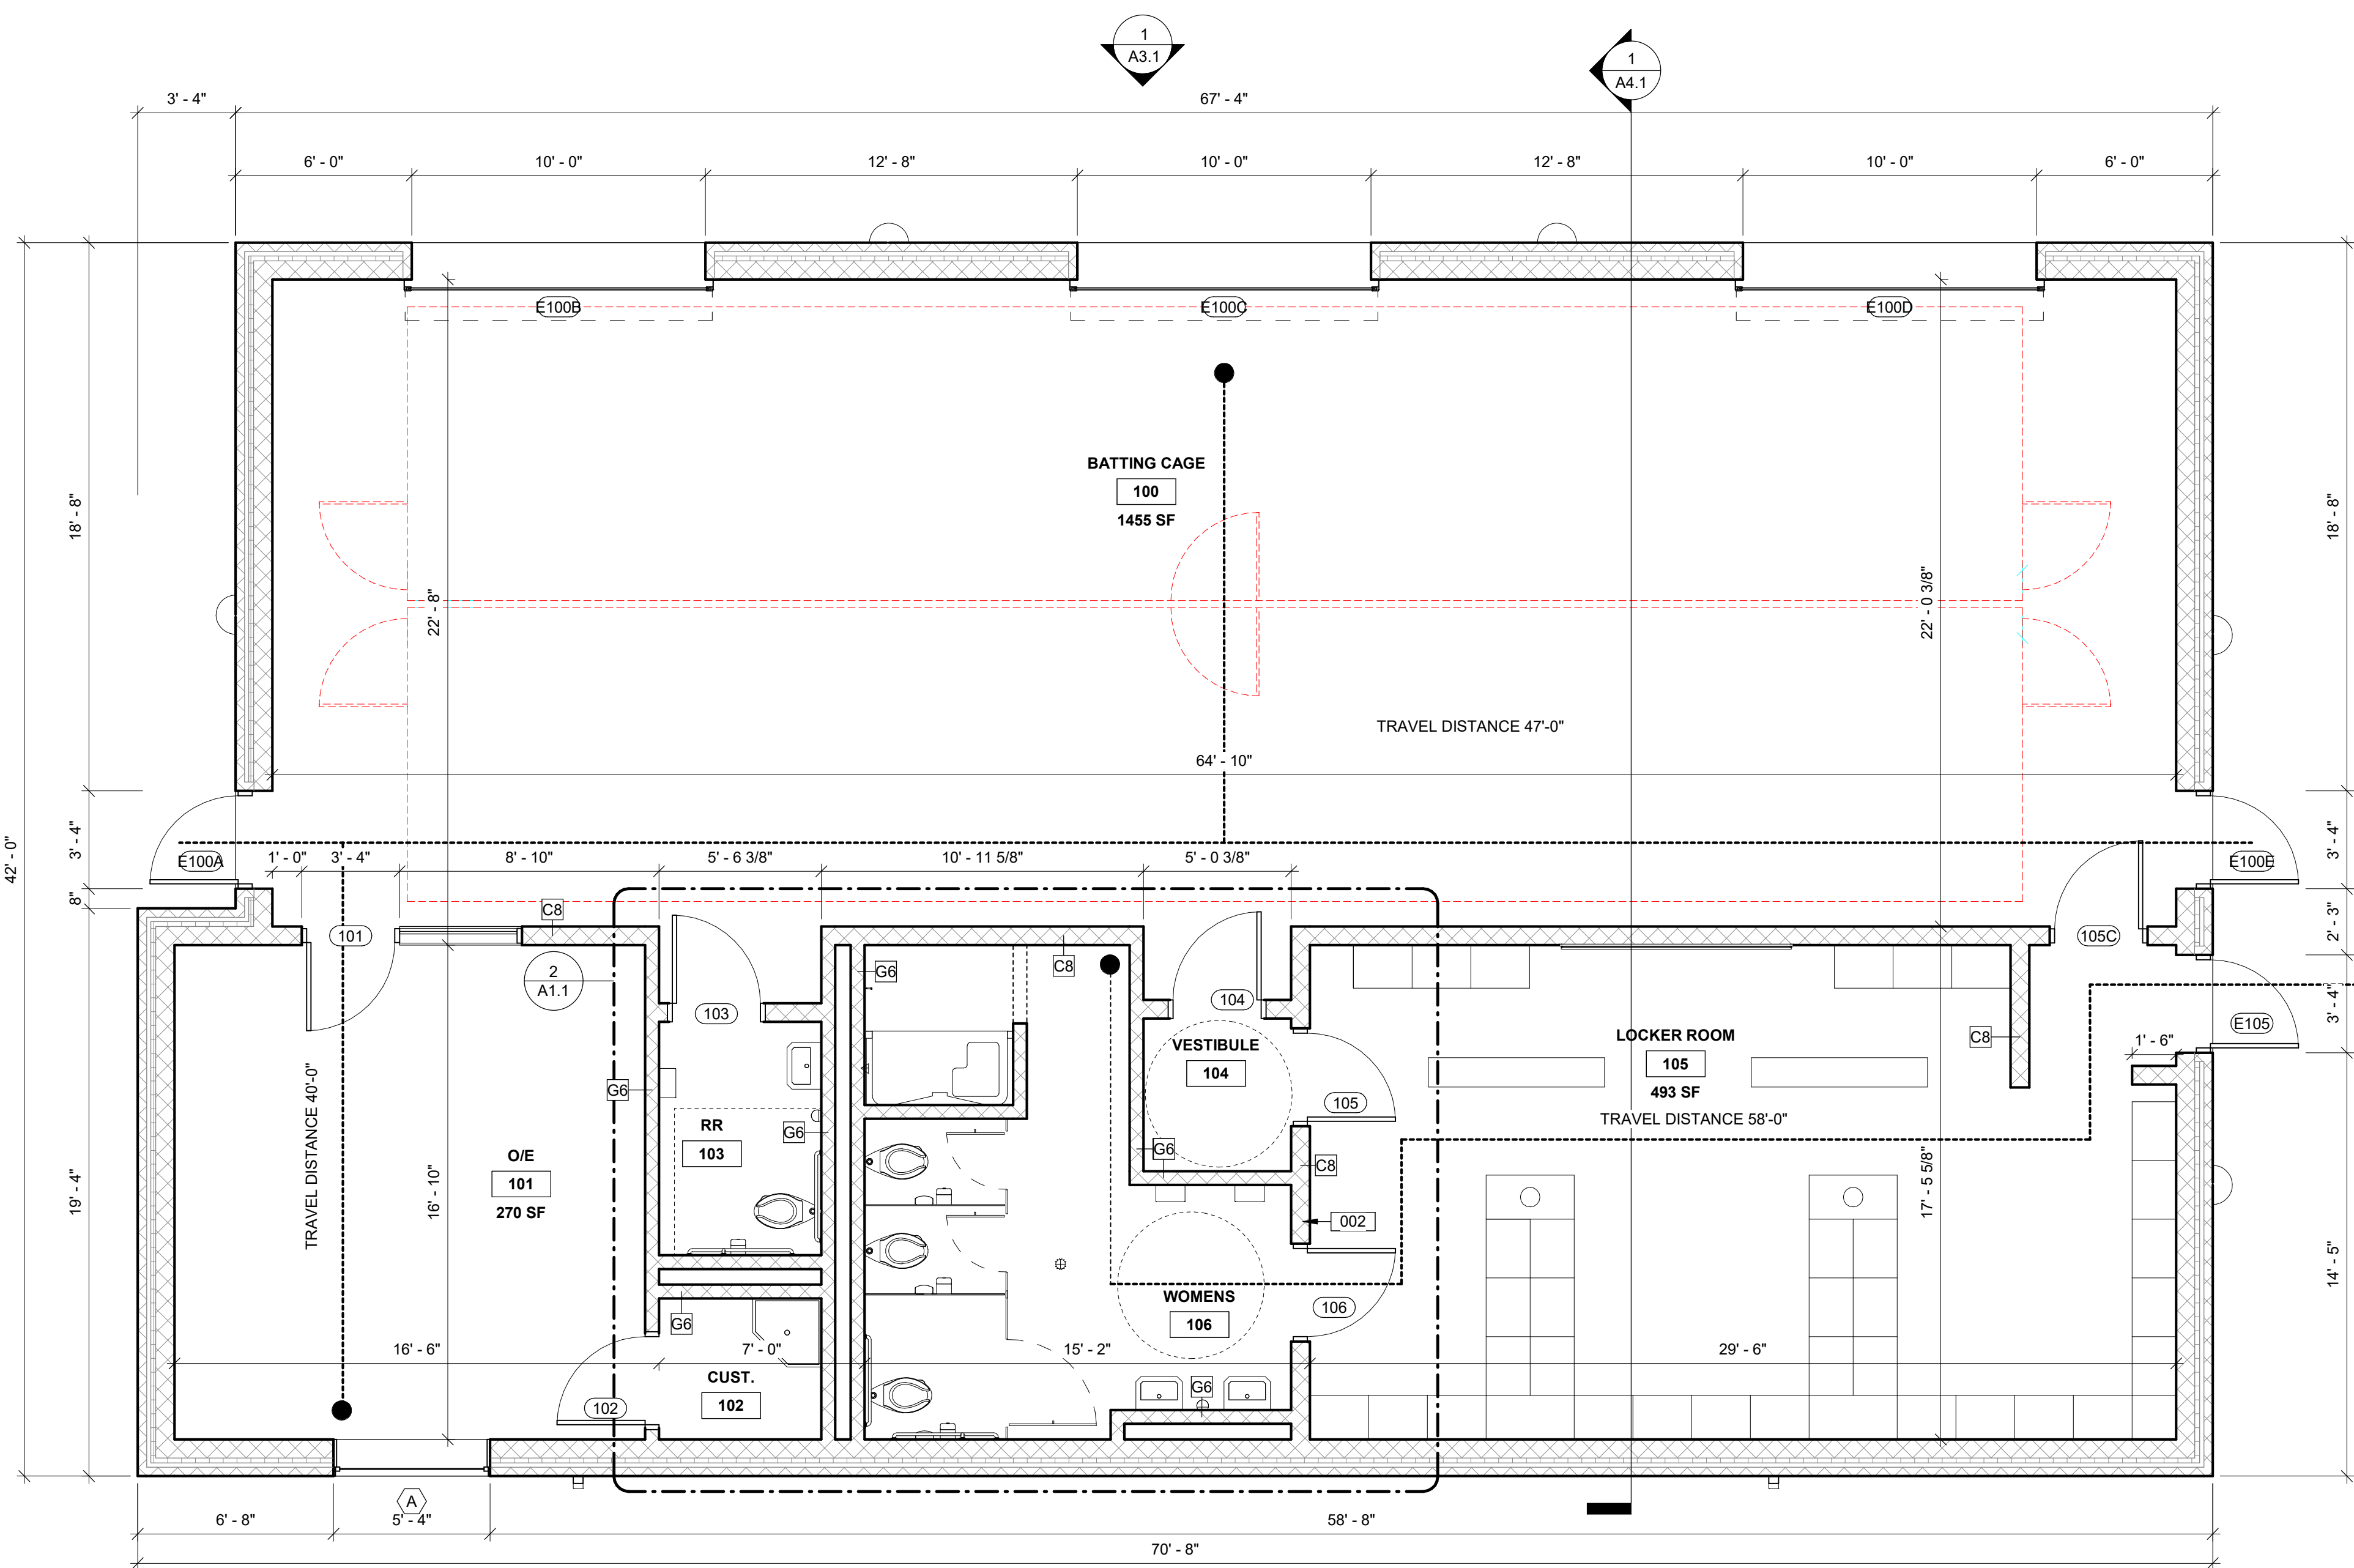 1
A3.1
1
A4.1
3' - 4"
67' - 4"
6' - 0"
10' - 0"
12' - 8"
10' - 0"
12' - 8"
10' - 0"
6' - 0"
E100B
E100C
E100D
BATTING CAGE
100
1455 SF
18' - 8"
18' - 8"
22' - 8"
22' - 0 3/8"
TRAVEL DISTANCE 47'-0"
64' - 10"
42' - 0"
3' - 4"
3' - 4"
E100A
1' - 0"
3' - 4"
8' - 10"
5' - 6 3/8"
10' - 11 5/8"
5' - 0 3/8"
E100E
8"
C8
101
105C
2' - 3"
2
A1.1
G6
C8
103
104
3' - 4"
E105
LOCKER ROOM
105
493 SF
C8
1' - 6"
VESTIBULE
104
G6
105
TRAVEL DISTANCE 58'-0"
RR
103
G6
G6
C8
O/E
101
270 SF
TRAVEL DISTANCE 40'-0"
16' - 10"
19' - 4"
17' - 5 5/8"
002
14' - 5"
WOMENS
106
106
G6
16' - 6"
7' - 0"
15' - 2"
29' - 6"
CUST.
102
102
G6
A
6' - 8"
5' - 4"
58' - 8"
70' - 8"